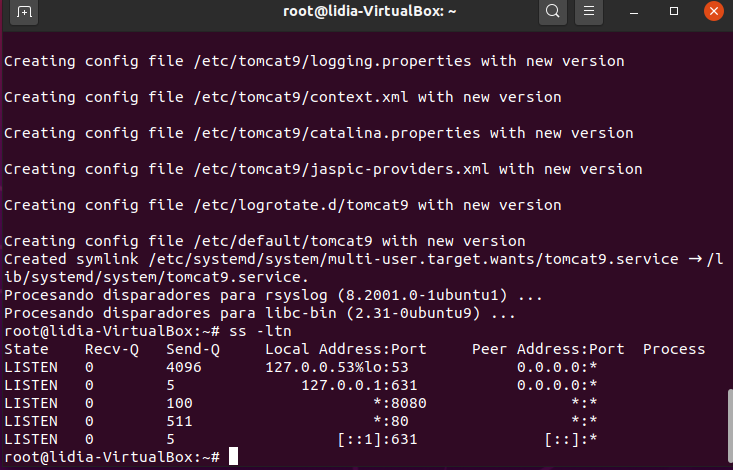 root@lidia-VirtualBox: ~
Creating config file /etc/tomcat9/logging.properties with new version
Creating config file /etc/tomcat9/context.xml with new version
Creating config file /etc/tomcat9/catalina.properties with new version
Creating config file /etc/tomcat9/jaspic-providers.xml with new version
Creating config file /etc/logrotate.d/tomcat9 with new version
Creating config file /etc/default/tomcat9 with new version
Created symlink /etc/systemd/system/multi-user.target.wants/tomcat9.service → /l
ib/systemd/system/tomcat9.service.
Procesando disparadores para rsyslog (8.2001.0-1ubuntu1) ...
Procesando disparadores para libc-bin (2.31-0ubuntu9) ...
root@lidia-VirtualBox:~# ss -ltn
State Recv-Q Send-Q Local Address:Port Peer Address:Port Process
LISTEN 0 4096 127.0.0.53%lo:53 0.0.0.0:*
LISTEN 0 5 127.0.0.1:631 0.0.0.0:*
LISTEN 0 100 *:8080 *:*
LISTEN 0 511 *:80 *:*
LISTEN 0 5 [::1]:631 [::]:*
root@lidia-VirtualBox:~#